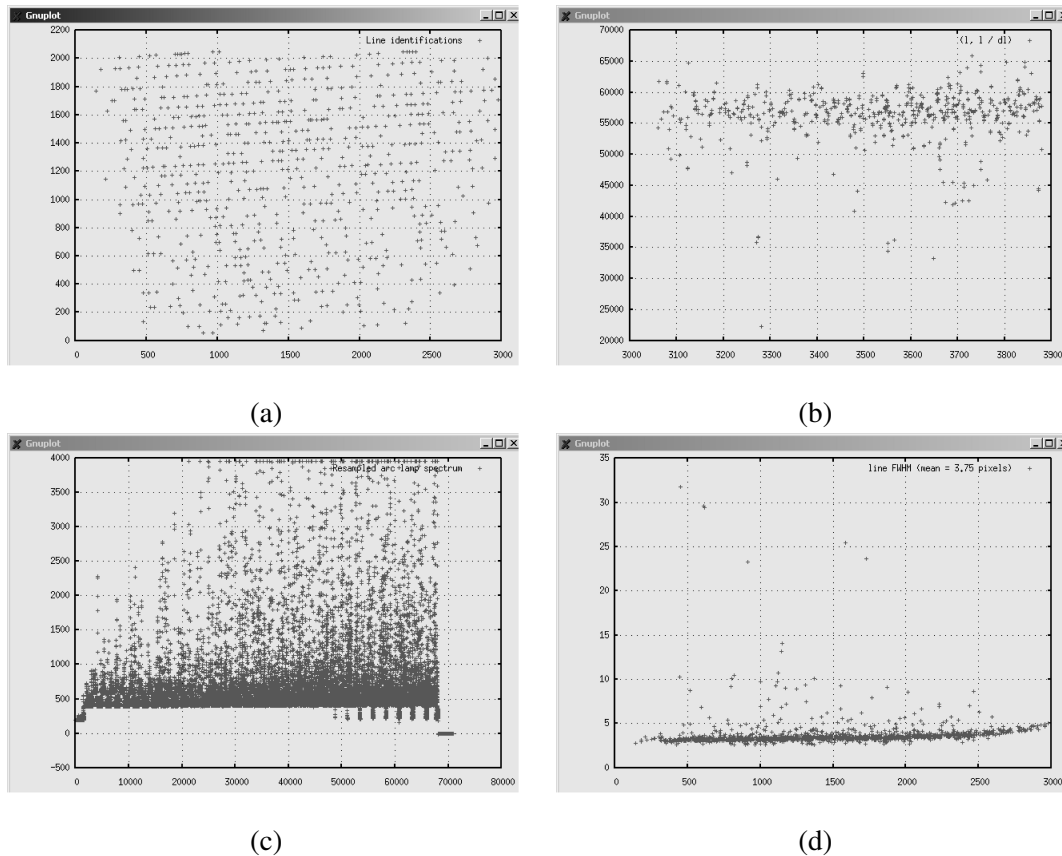 Gnuplot
Line identifications
2200
2000
1800
1600
1400
1200
1000
800
600
400
200
0
0 500 1000 1500 2000 2500 3000
(a)
Gnuplot
(l, l / dl)
70000
65000
60000
55000
50000
45000
40000
35000
30000
25000
20000
3000 3100 3200 3300 3400 3500 3600 3700 3800 3900
(b)
Gnuplot
Resampled arc lamp spectrum
4000
3500
3000
2500
2000
1500
1000
500
0
-500
0 10000 20000 30000 40000 50000 60000 70000 80000
(c)
Gnuplot
line FWHM (mean = 3.75 pixels)
35
30
25
20
15
10
5
0
0 500 1000 1500 2000 2500 3000
(d)